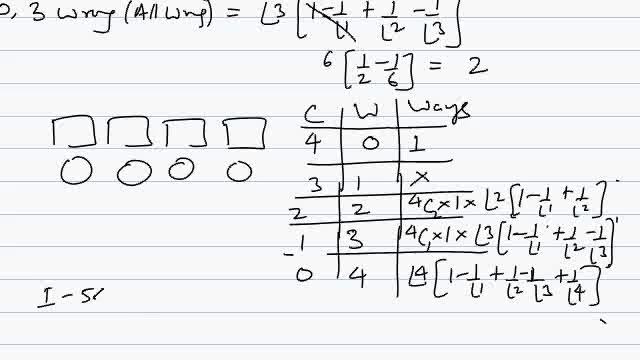 0, 3 wrong (All wrong) = ⌊3 [1 - 1/⌊1 + 1/⌊2 - 1/⌊3]
6 [1/2 - 1/6] = 2
C | W | Ways
4 | 0 | 1
3 | 1 | X
2 | 2 | 4C₂ × 1 × ⌊2 [1 - 1/⌊1 + 1/⌊2]
1 | 3 | 4C₁ × 1 × ⌊3 [1 - 1/⌊1 + 1/⌊2 - 1/⌊3]
0 | 4 | ⌊4 [1 - 1/⌊1 + 1/⌊2 - 1/⌊3 + 1/⌊4]
I -